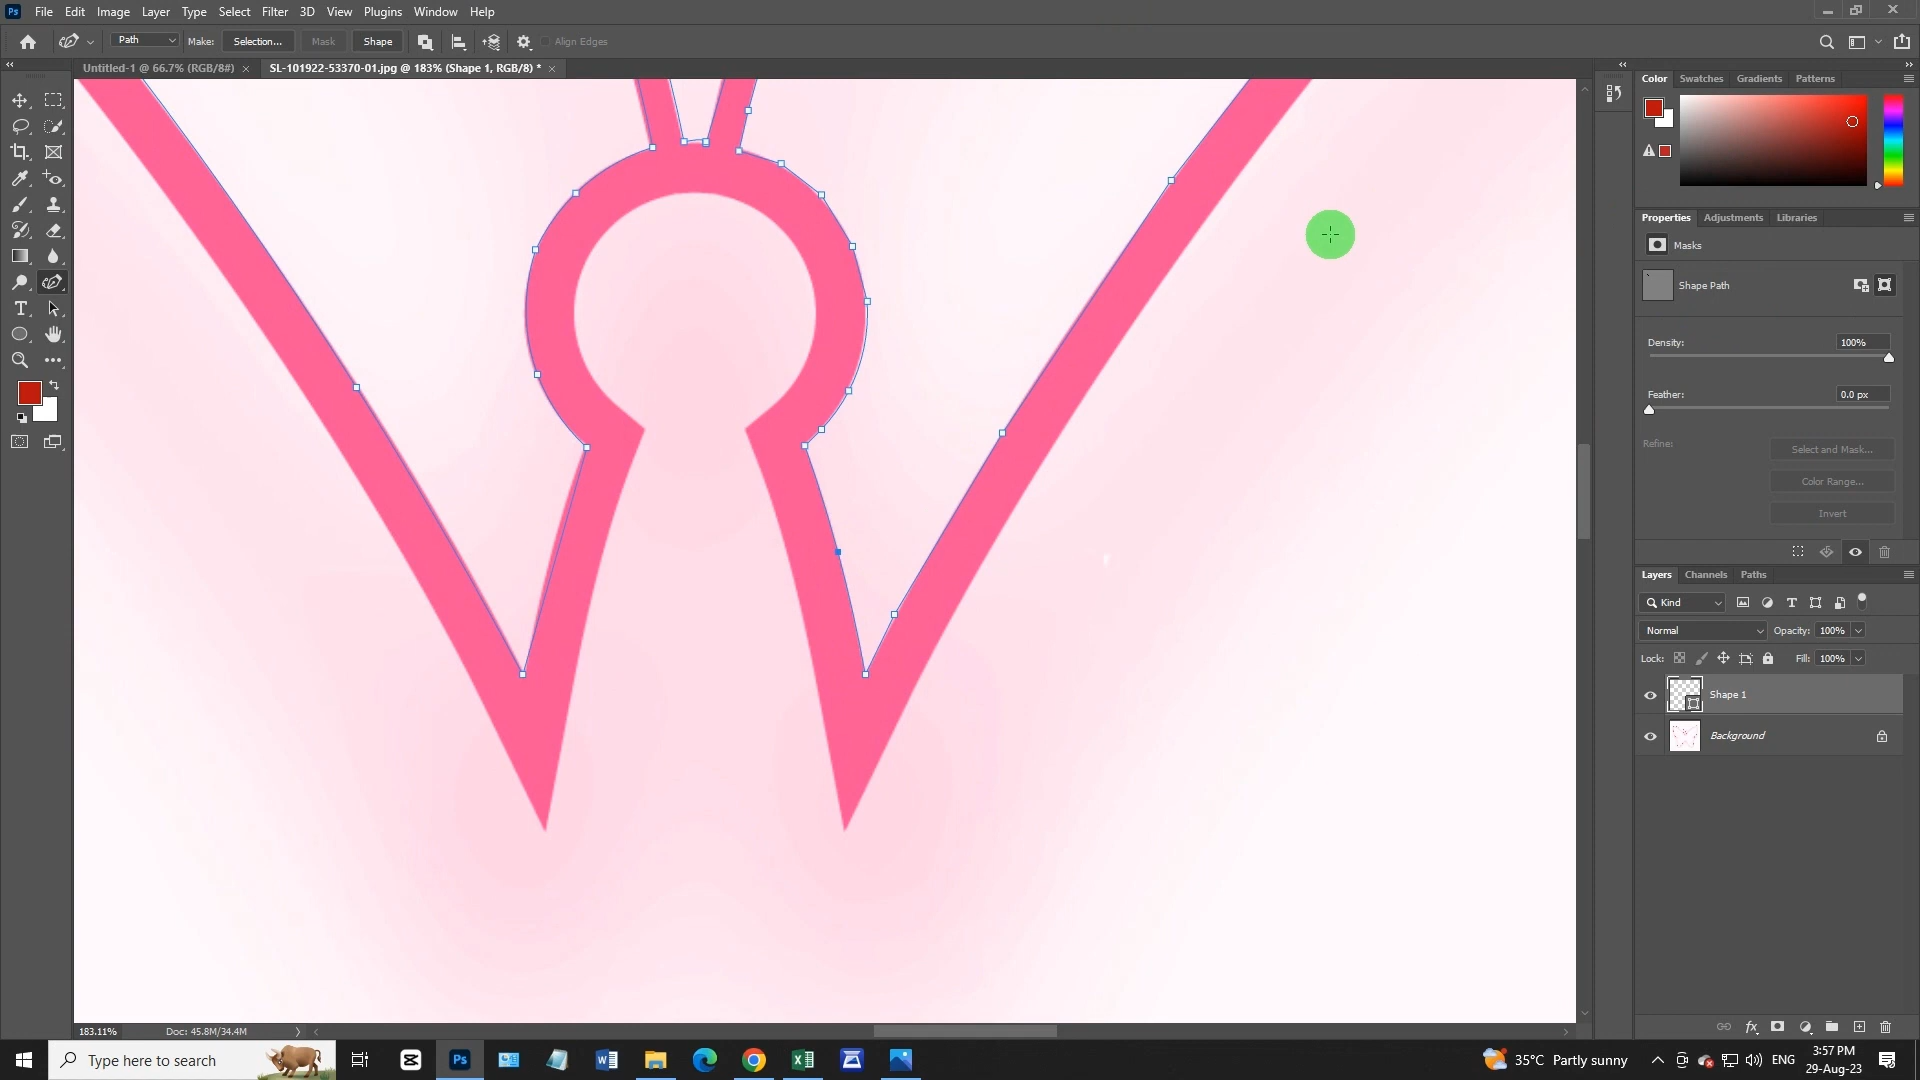 Ps File Edit Image Layer Type Select Filter 3D View Plugins Window Help
Path Make: Selection... Mask Shape Align Edges
Untitled-1 @ 66.7% (RGB/8#) × SL-101922-53370-01.jpg @ 183% (Shape 1, RGB/8) * ×
Color Swatches Gradients Patterns
Properties Adjustments Libraries
Masks
Shape Path
Density: 100%
Feather: 0.0 px
Refine: Select and Mask...
Color Range...
Invert
Layers Channels Paths
Kind
Normal Opacity: 100%
Lock: Fill: 100%
Shape 1
Background
183.11% Doc: 45.8M/34.4M
Type here to search
Ps
35°C Partly sunny
ENG
3:57 PM
29-Aug-23